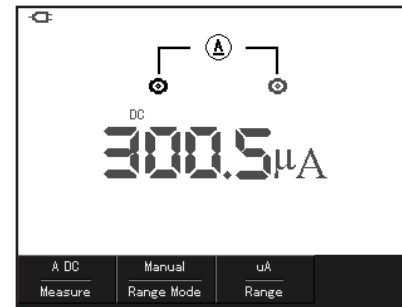 A
DC
300.5µA
A DC Manual uA
Measure Range Mode Range